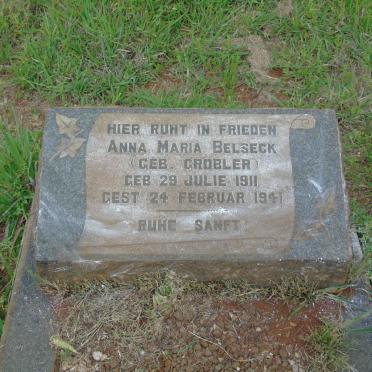 HIER RUHT IN FRIEDEN
ANNA MARIA BELSECK
(GEB. GROBLER)
GEB 29 JULIE 1911
GEST 24 FEBRUAR 1941
RUHE SANFT